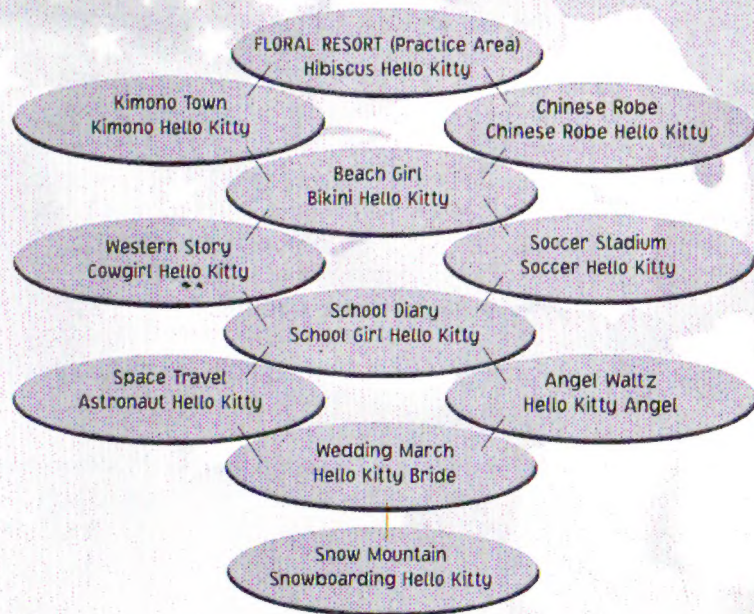 FLORAL RESORT (Practice Area)
Hibiscus Hello Kitty
Kimono Town
Kimono Hello Kitty
Chinese Robe
Chinese Robe Hello Kitty
Beach Girl
Bikini Hello Kitty
Western Story
Cowgirl Hello Kitty
Soccer Stadium
Soccer Hello Kitty
School Diary
School Girl Hello Kitty
Space Travel
Astronaut Hello Kitty
Angel Waltz
Hello Kitty Angel
Wedding March
Hello Kitty Bride
Snow Mountain
Snowboarding Hello Kitty